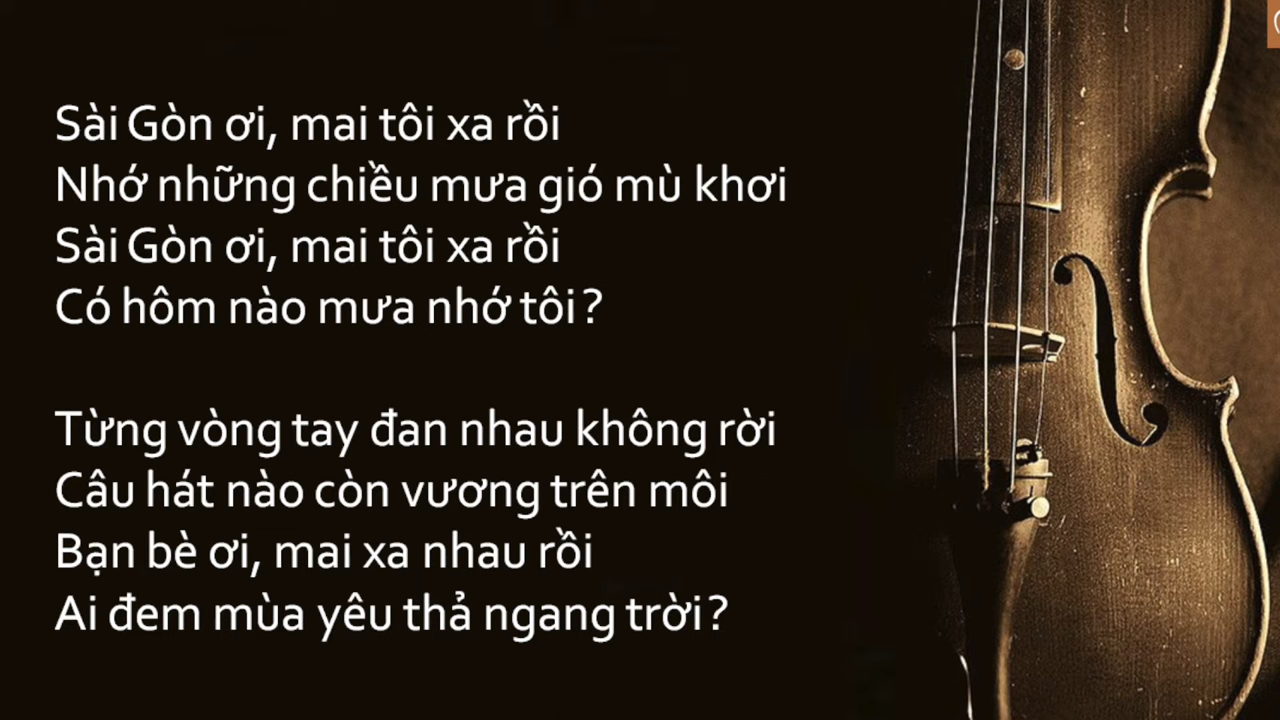 Sài Gòn ơi, mai tôi xa rồi
Nhớ những chiều mưa gió mù khơi
Sài Gòn ơi, mai tôi xa rồi
Có hôm nào mưa nhớ tôi?
Từng vòng tay đan nhau không rời
Câu hát nào còn vương trên môi
Bạn bè ơi, mai xa nhau rồi
Ai đem mùa yêu thả ngang trời?